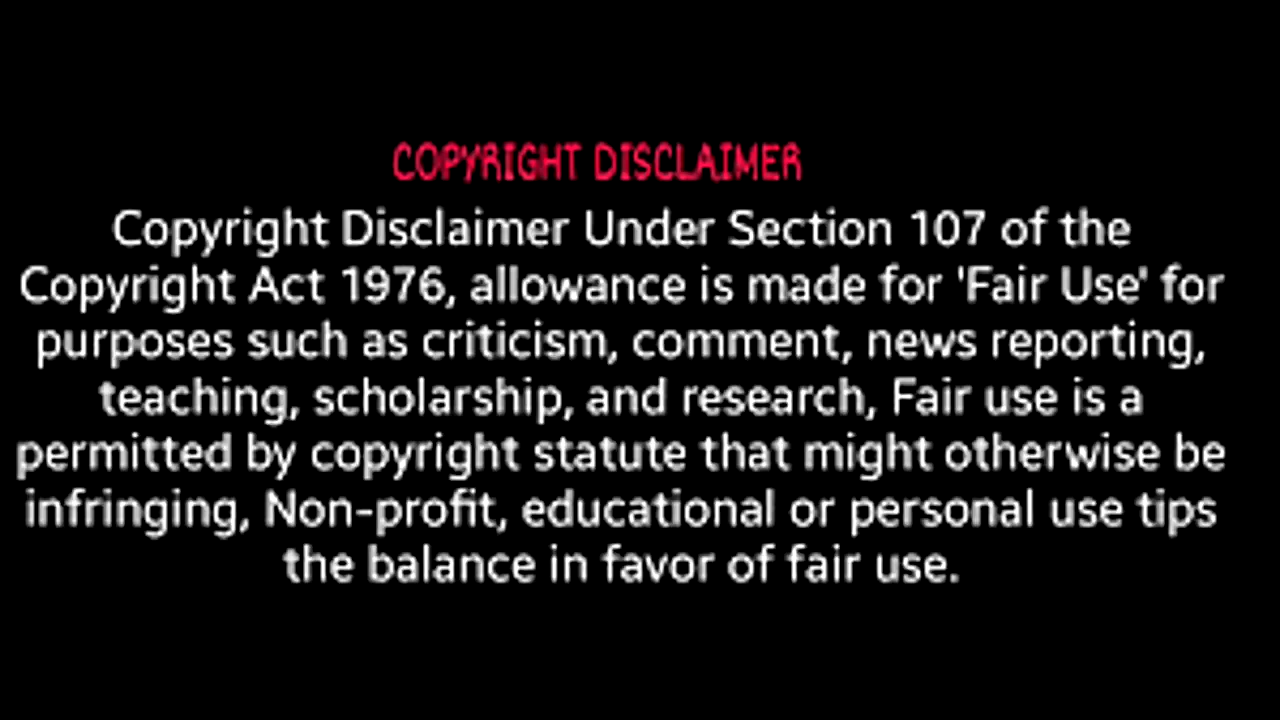 COPYRIGHT DISCLAIMER
Copyright Disclaimer Under Section 107 of the
Copyright Act 1976, allowance is made for 'Fair Use' for
purposes such as criticism, comment, news reporting,
teaching, scholarship, and research, Fair use is a
permitted by copyright statute that might otherwise be
infringing, Non-profit, educational or personal use tips
the balance in favor of fair use.